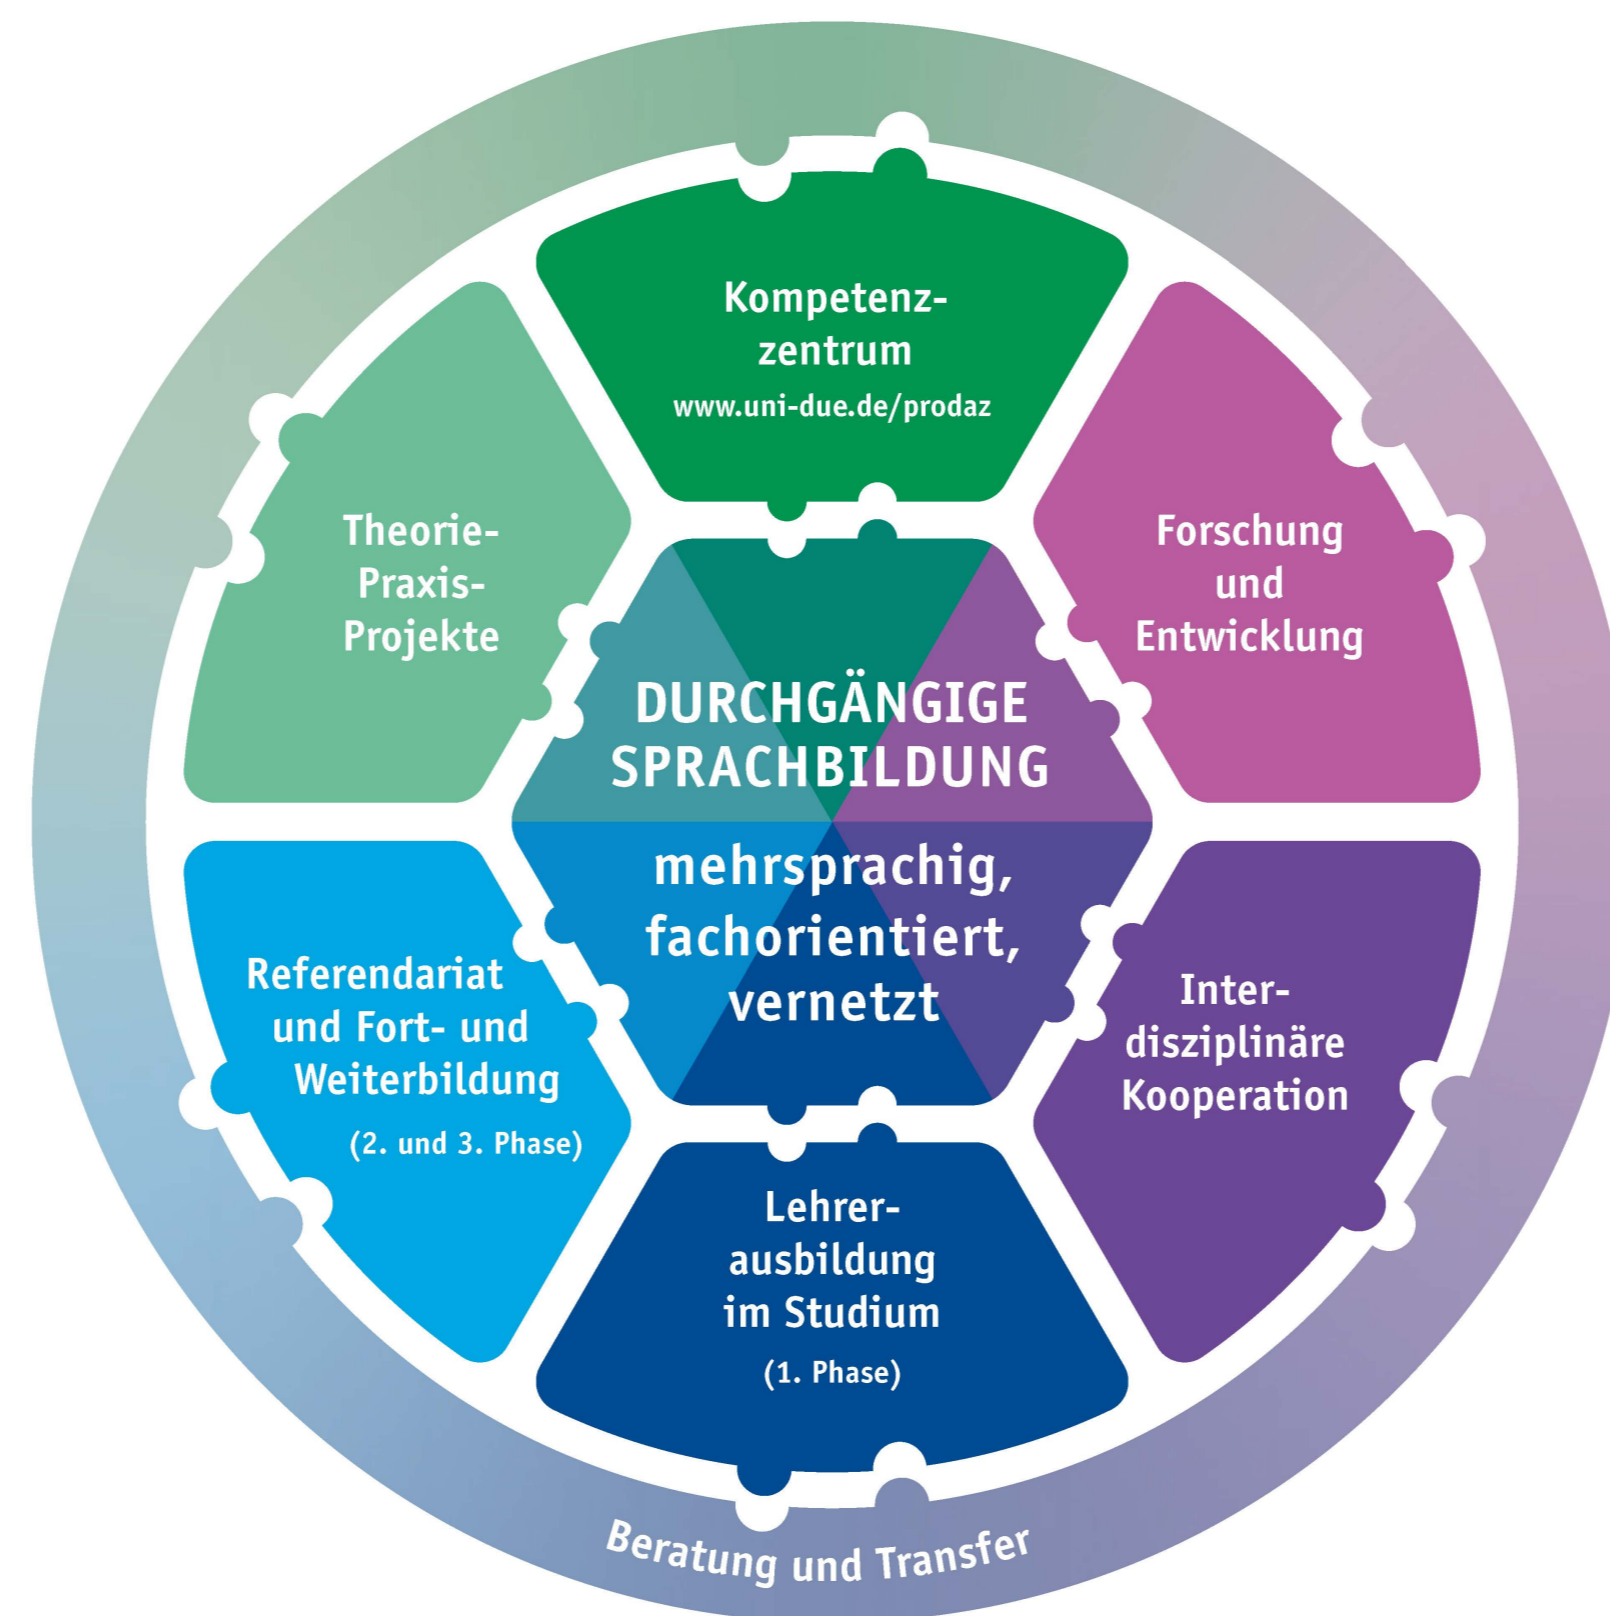 Kompetenz-
zentrum
www.uni-due.de/prodaz
Theorie-
Praxis-
Projekte
Forschung
und
Entwicklung
DURCHGÄNGIGE
SPRACHBILDUNG
mehrsprachig,
fachorientiert,
vernetzt
Referendariat
und Fort- und
Weiterbildung
(2. und 3. Phase)
Inter-
disziplinäre
Kooperation
Lehrer-
ausbildung
im Studium
(1. Phase)
Beratung und Transfer